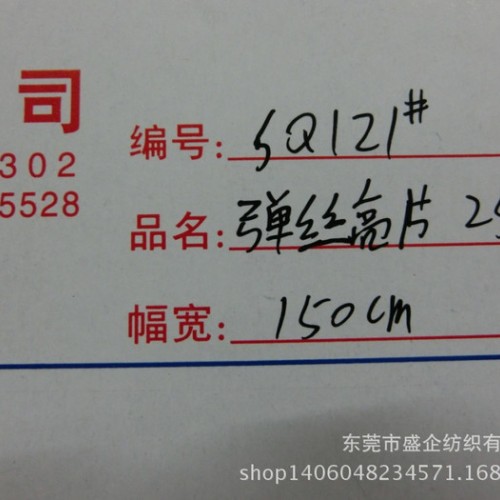 司
302
5528
编号: SQ121#
品名: 弹丝亮片 2
幅宽: 150cm
东莞市盛企纺织有
shop1406048234571.168